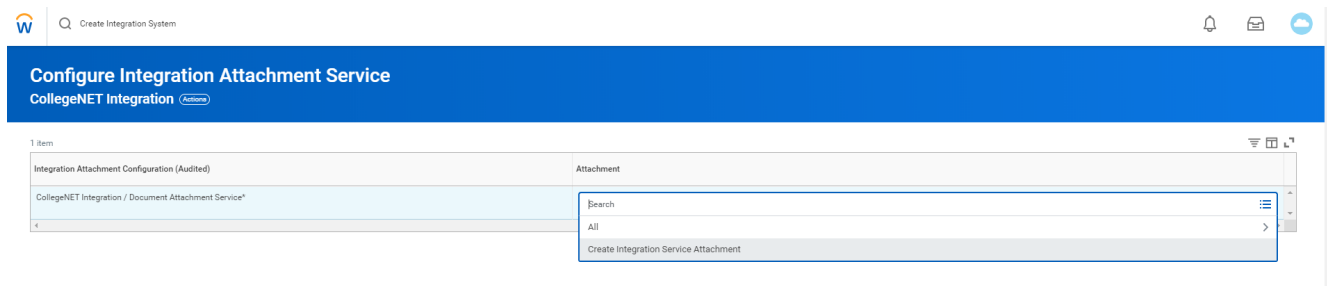 W
Create Integration System
Configure Integration Attachment Service
CollegeNET Integration Actions
1 item
Integration Attachment Configuration (Audited) Attachment
CollegeNET Integration / Document Attachment Service*
Search
All
Create Integration Service Attachment